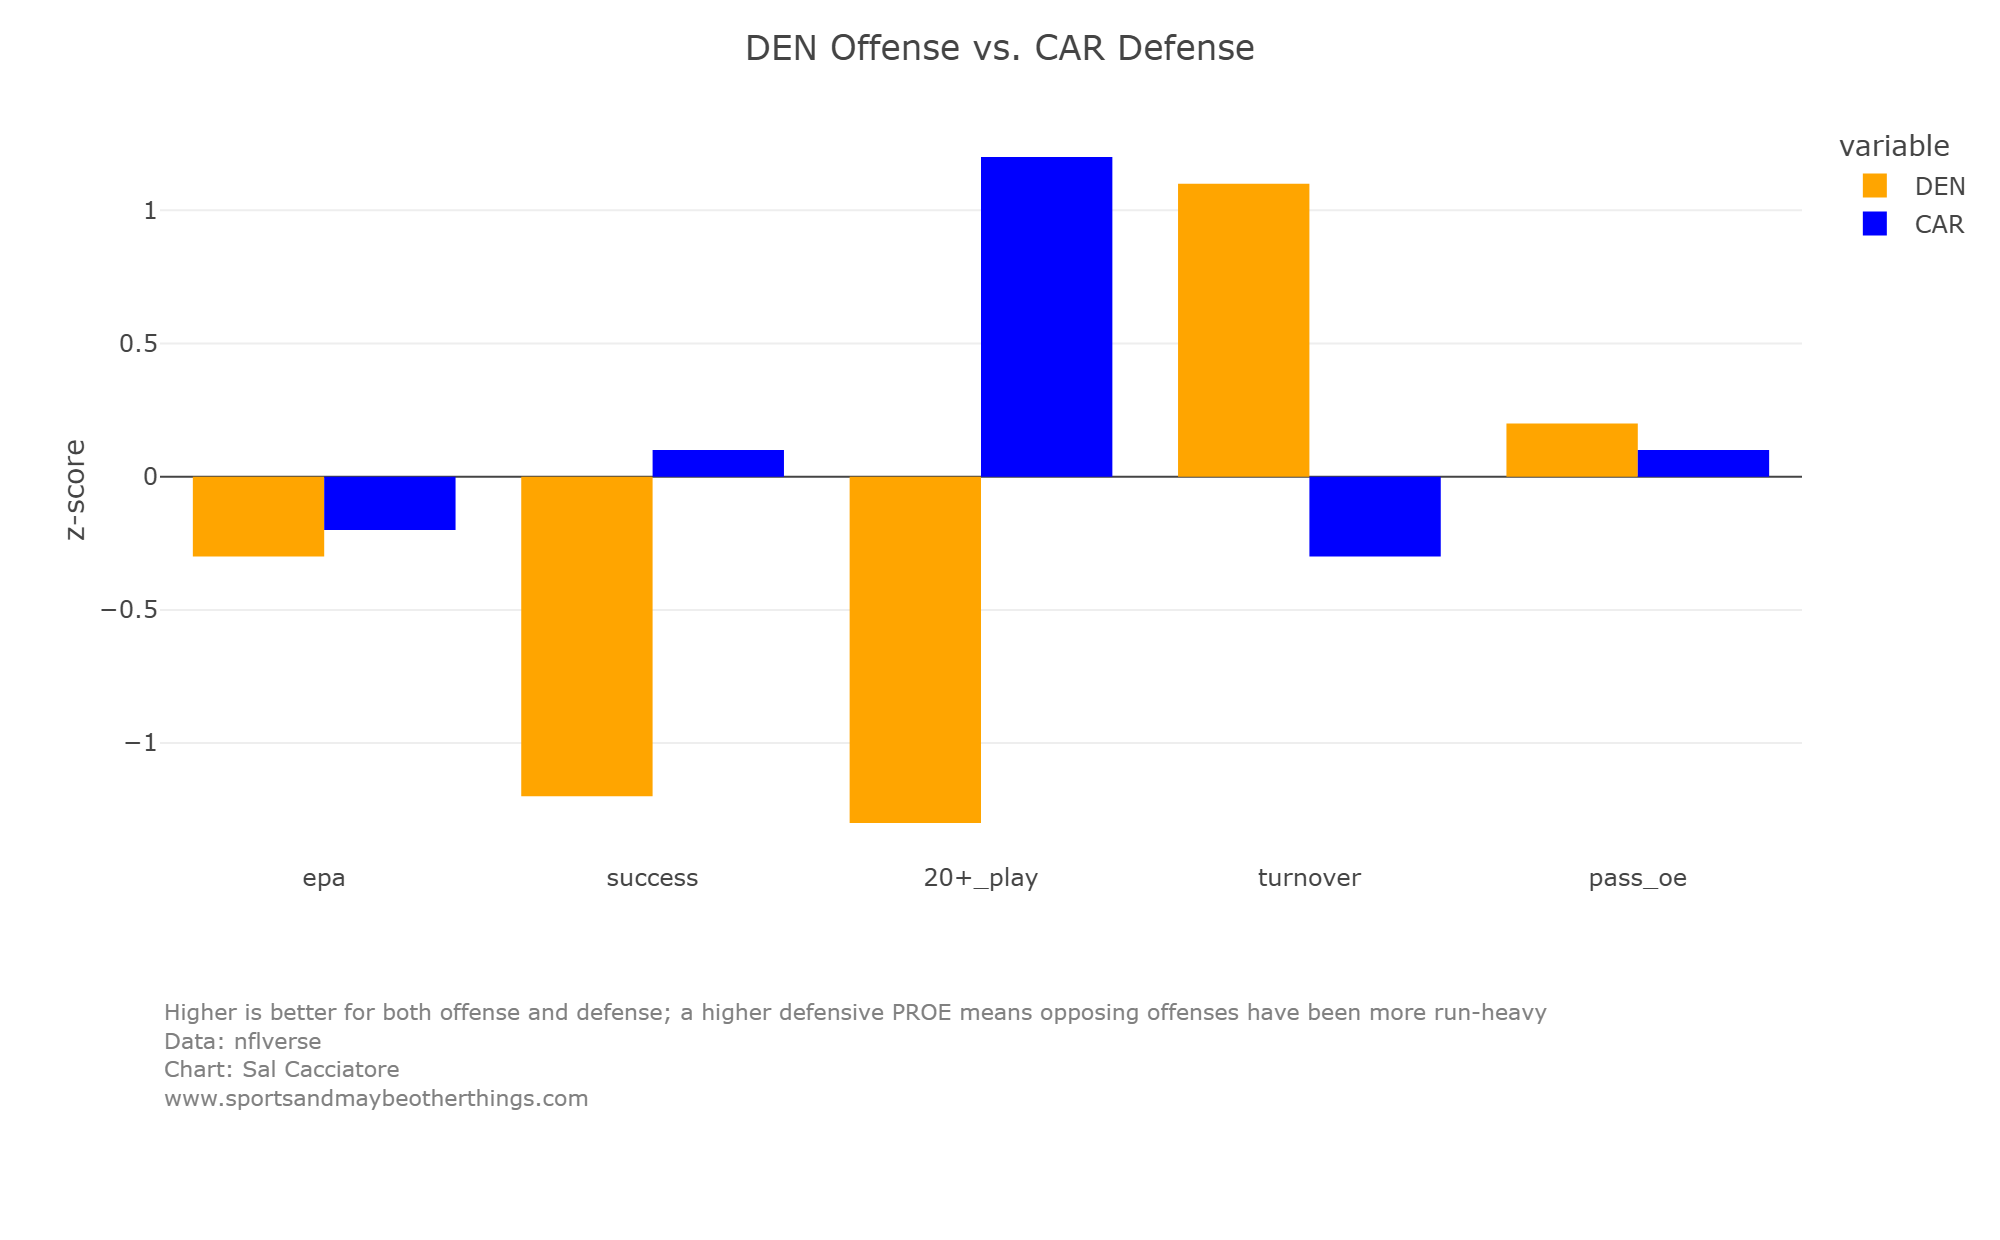 DEN Offense vs. CAR Defense
variable
DEN
CAR
1
0.5
0
−0.5
−1
z-score
epa
success
20+_play
turnover
pass_oe
Higher is better for both offense and defense; a higher defensive PROE means opposing offenses have been more run-heavy
Data: nflverse
Chart: Sal Cacciatore
www.sportsandmaybeotherthings.com